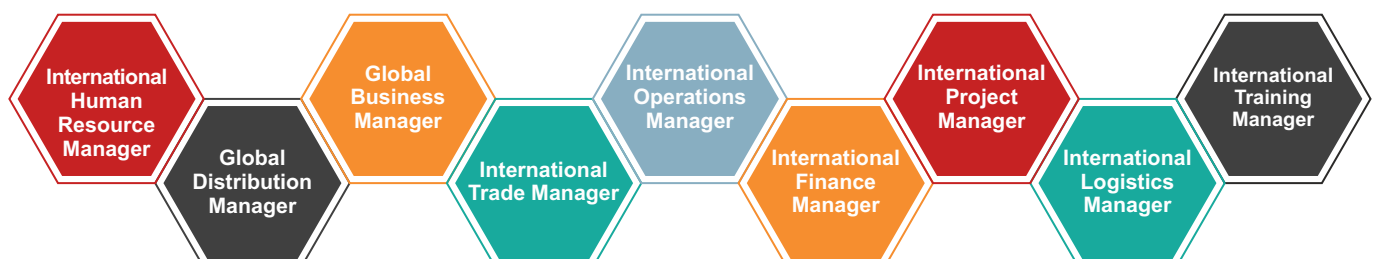 International
Human
Resource
Manager
Global
Distribution
Manager
Global
Business
Manager
International
Trade Manager
International
Operations
Manager
International
Finance
Manager
International
Project
Manager
International
Logistics
Manager
International
Training
Manager